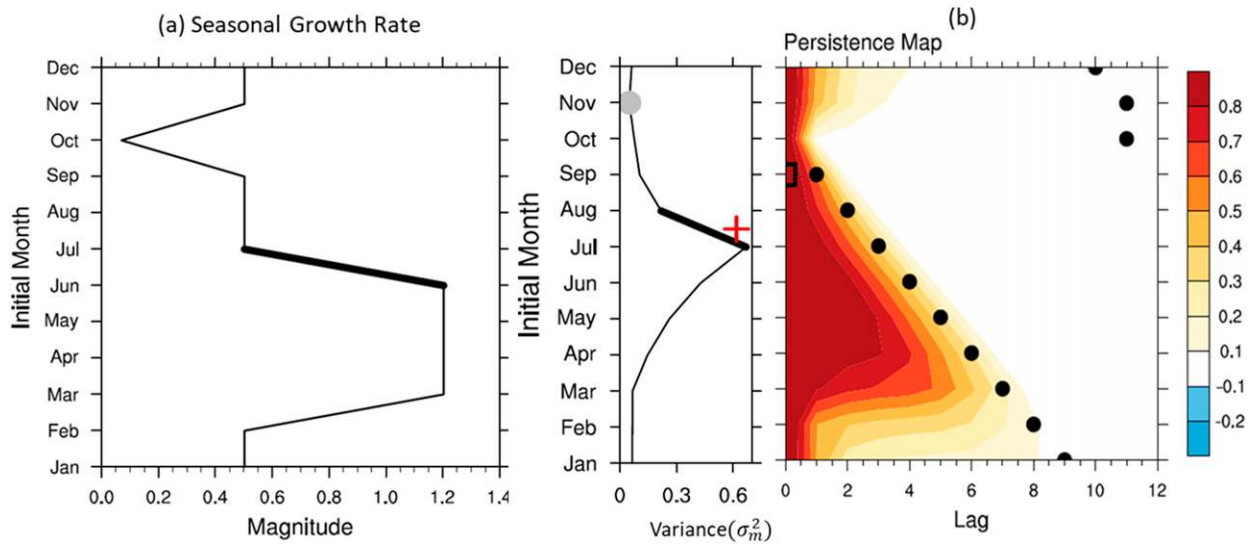 (a) Seasonal Growth Rate
Initial Month
Dec
Nov
Oct
Sep
Aug
Jul
Jun
May
Apr
Mar
Feb
Jan
0.0 0.2 0.4 0.6 0.8 1.0 1.2 1.4
Magnitude
Initial Month
Dec
Nov
Oct
Sep
Aug
Jul
Jun
May
Apr
Mar
Feb
Jan
0 0.3 0.6
Variance(σ²ₘ)
(b)
Persistence Map
0 2 4 6 8 10 12
Lag
0.8
0.7
0.6
0.5
0.4
0.3
0.2
0.1
-0.1
-0.2